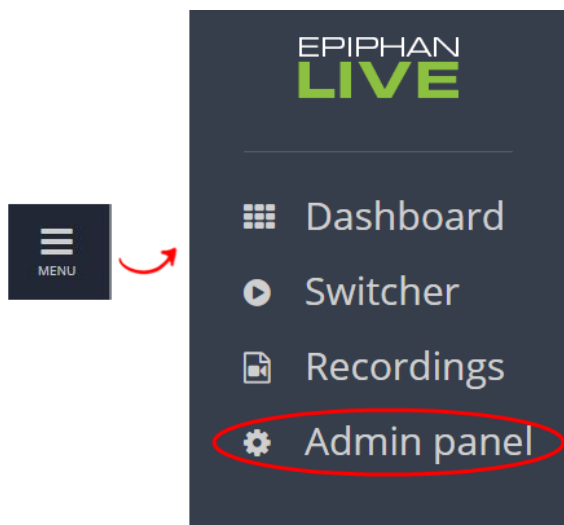 MENU
EPIPHAN
LIVE
Dashboard
Switcher
Recordings
Admin panel